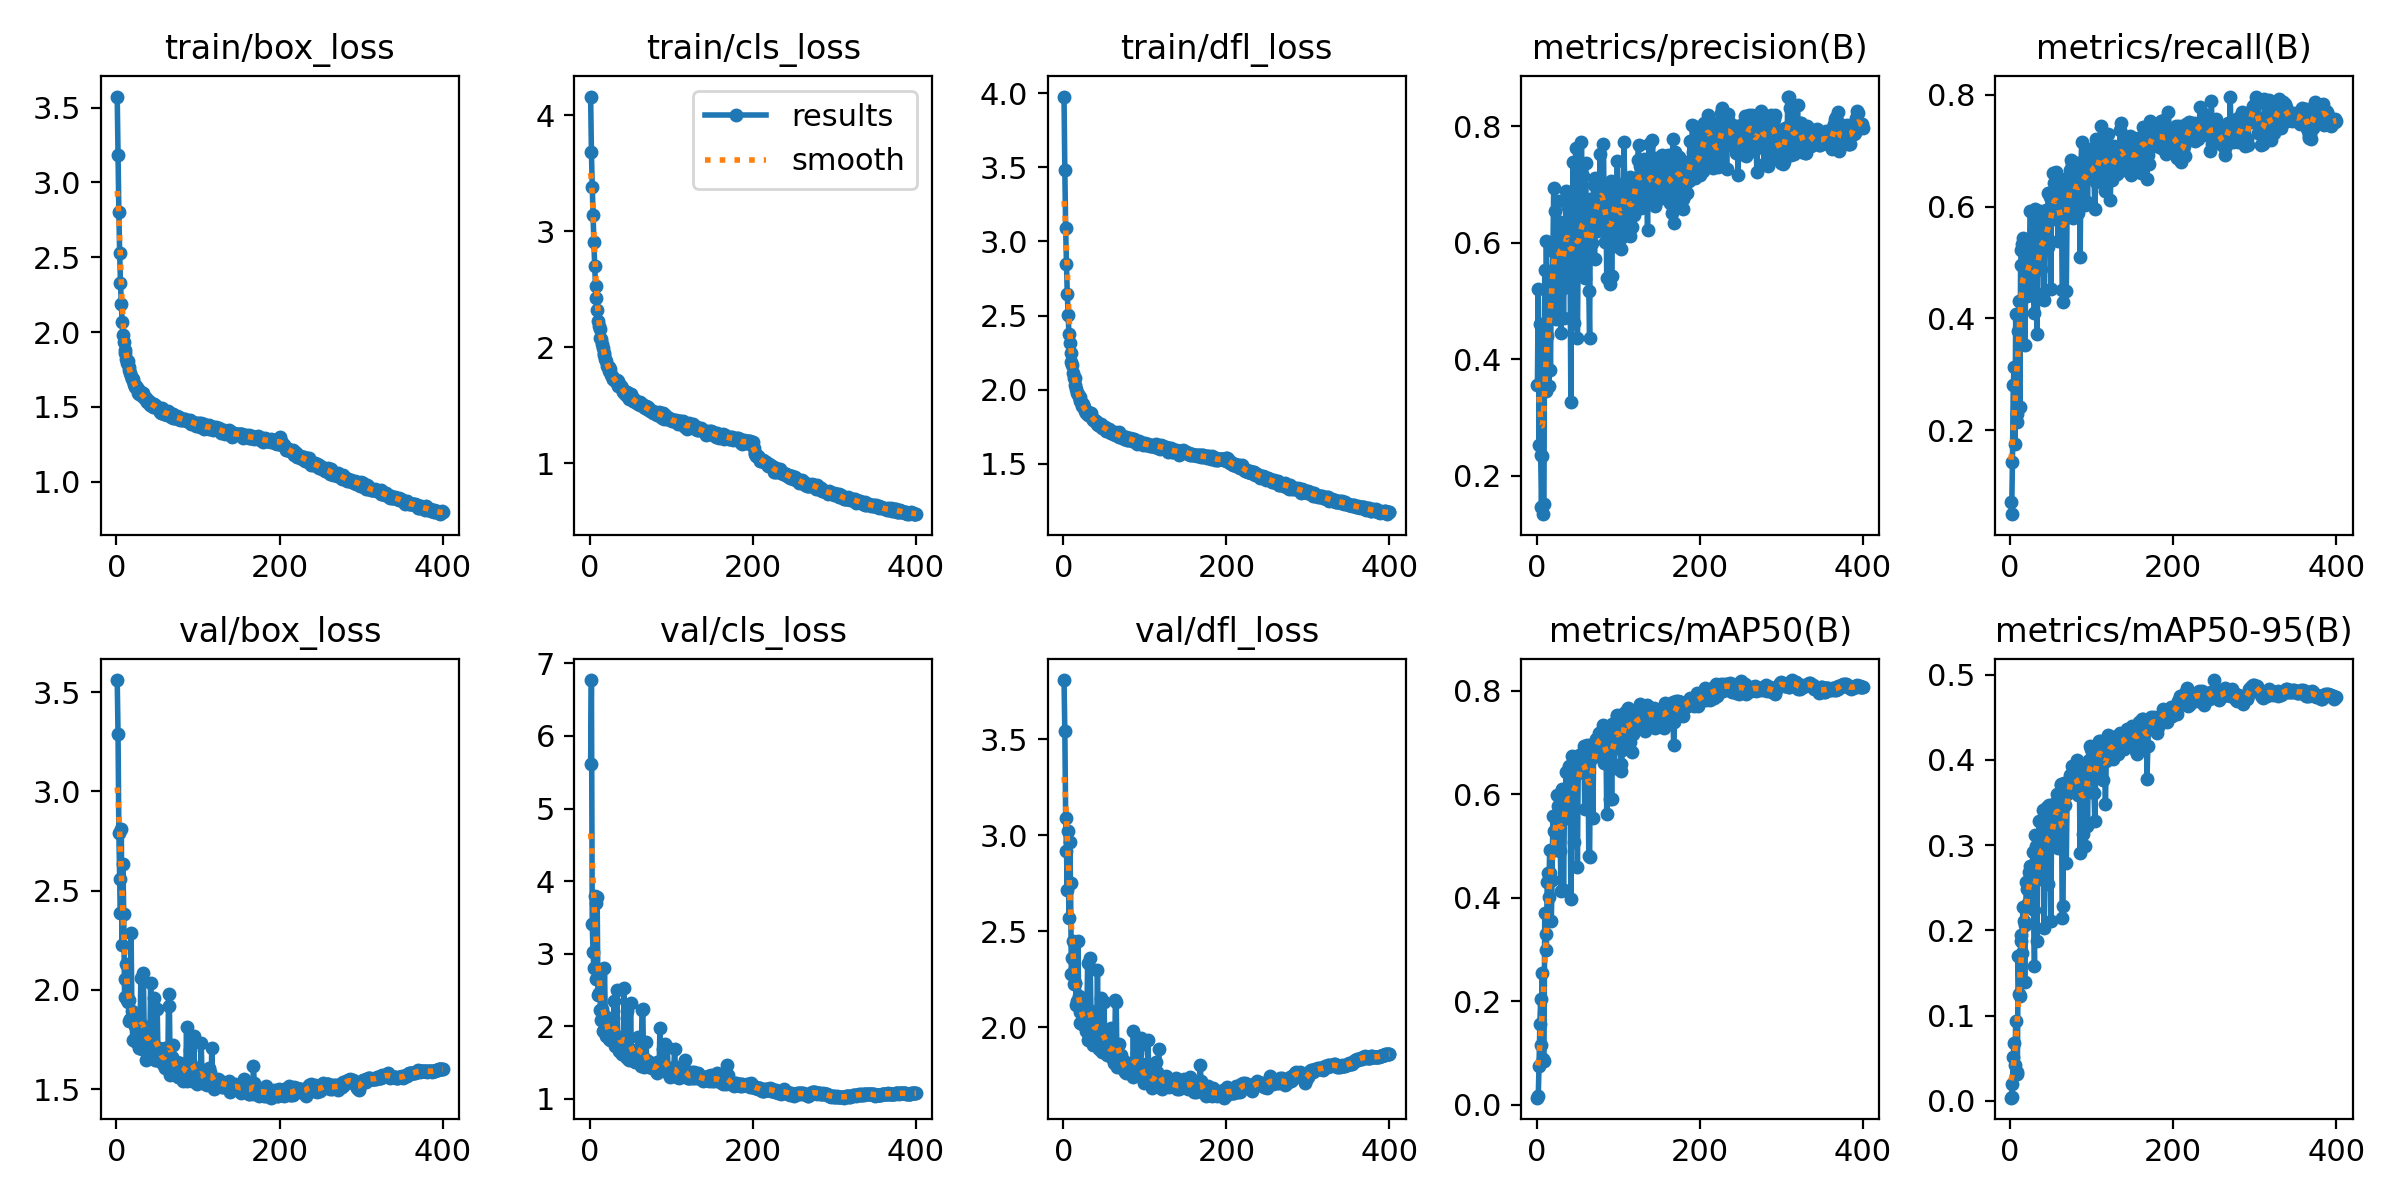 train/box_loss
3.5
3.0
2.5
2.0
1.5
1.0
0 200 400
train/cls_loss
results
smooth
4
3
2
1
0 200 400
train/dfl_loss
4.0
3.5
3.0
2.5
2.0
1.5
0 200 400
metrics/precision(B)
0.8
0.6
0.4
0.2
0 200 400
metrics/recall(B)
0.8
0.6
0.4
0.2
0 200 400
val/box_loss
3.5
3.0
2.5
2.0
1.5
0 200 400
val/cls_loss
7
6
5
4
3
2
1
0 200 400
val/dfl_loss
3.5
3.0
2.5
2.0
0 200 400
metrics/mAP50(B)
0.8
0.6
0.4
0.2
0.0
0 200 400
metrics/mAP50-95(B)
0.5
0.4
0.3
0.2
0.1
0.0
0 200 400